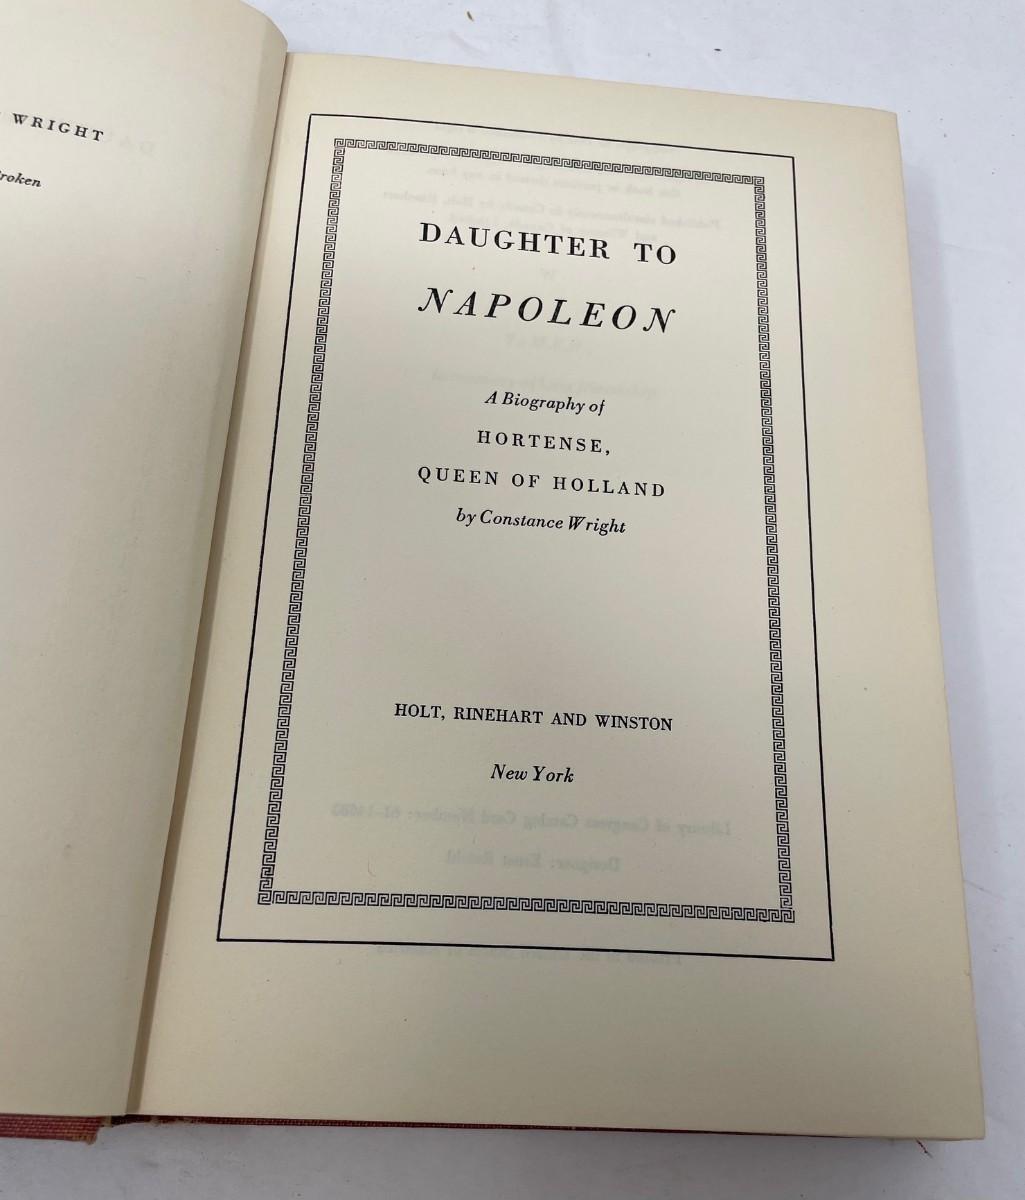 WRIGHT
roken
DAUGHTER TO
NAPOLEON
A Biography of
HORTENSE,
QUEEN OF HOLLAND
by Constance Wright
HOLT, RINEHART AND WINSTON
New York